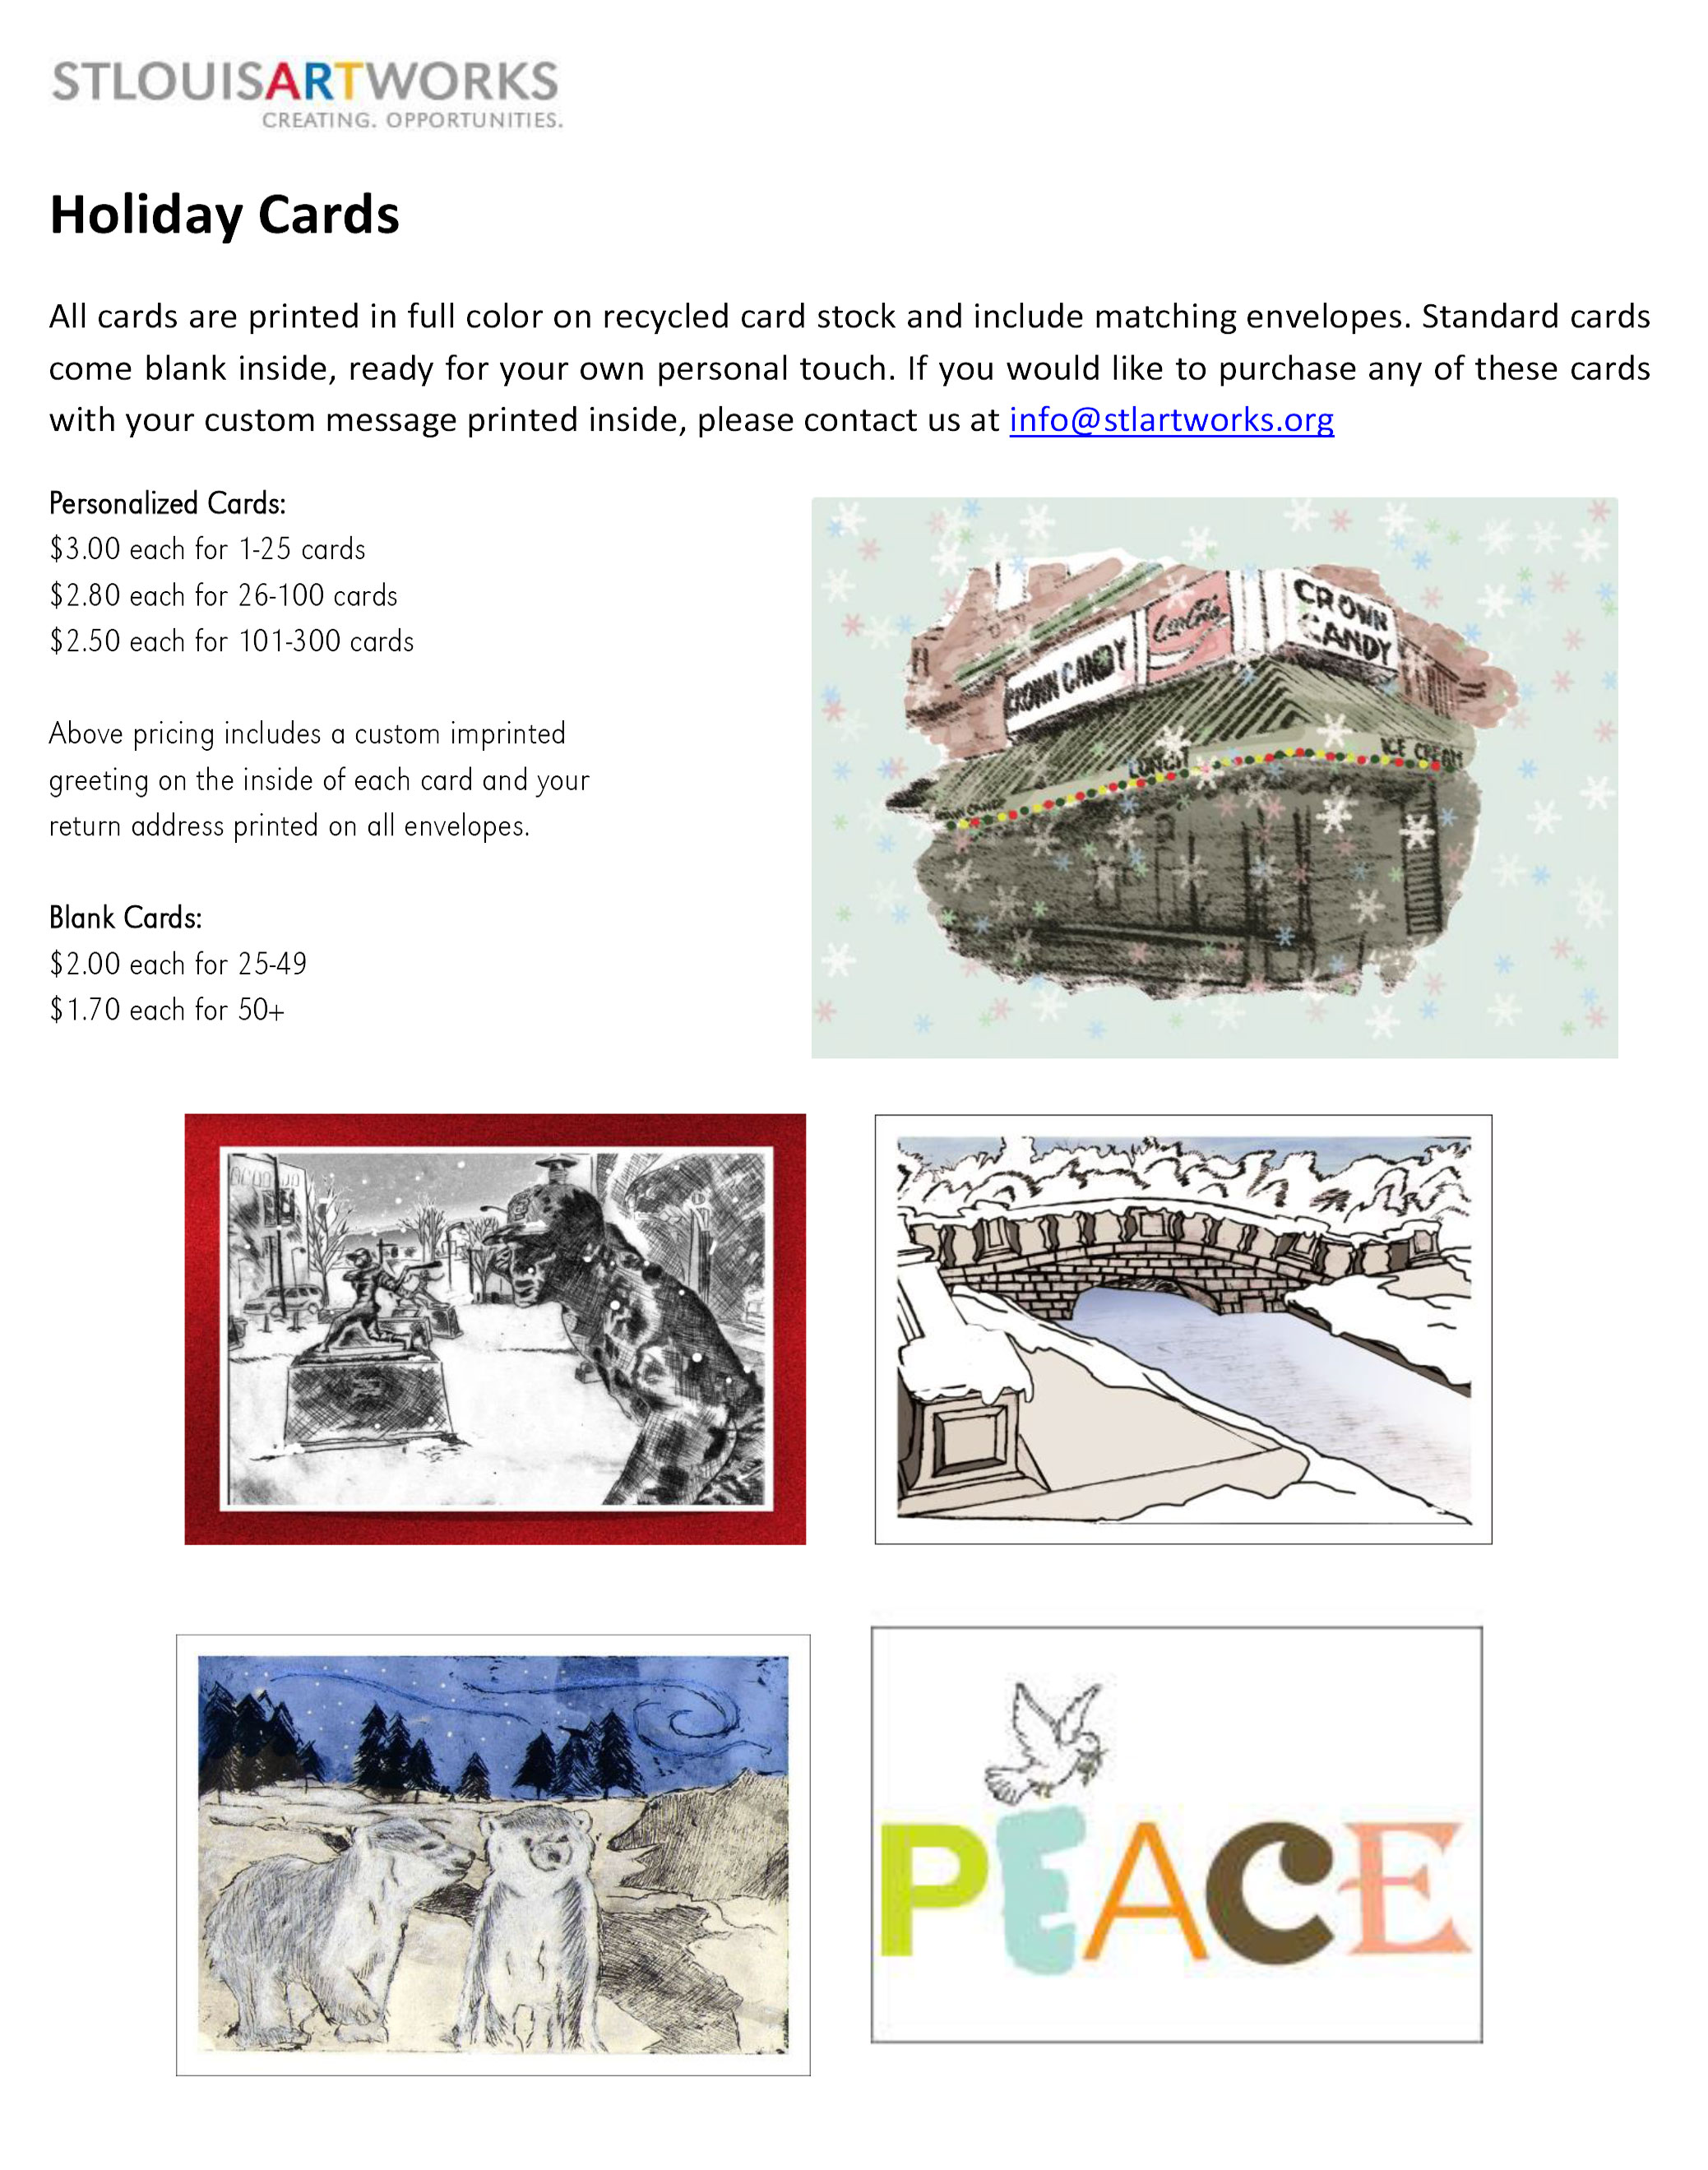 STLOUISARTWORKS
CREATING. OPPORTUNITIES.
Holiday Cards
All cards are printed in full color on recycled card stock and include matching envelopes. Standard cards
come blank inside, ready for your own personal touch. If you would like to purchase any of these cards
with your custom message printed inside, please contact us at info@stlartworks.org
Personalized Cards:
$3.00 each for 1-25 cards
$2.80 each for 26-100 cards
$2.50 each for 101-300 cards
Above pricing includes a custom imprinted
greeting on the inside of each card and your
return address printed on all envelopes.
Blank Cards:
$2.00 each for 25-49
$1.70 each for 50+
CROWN CANDY
Coca-Cola
CROWN
CANDY
LUNCH
ICE CREAM
PEACE